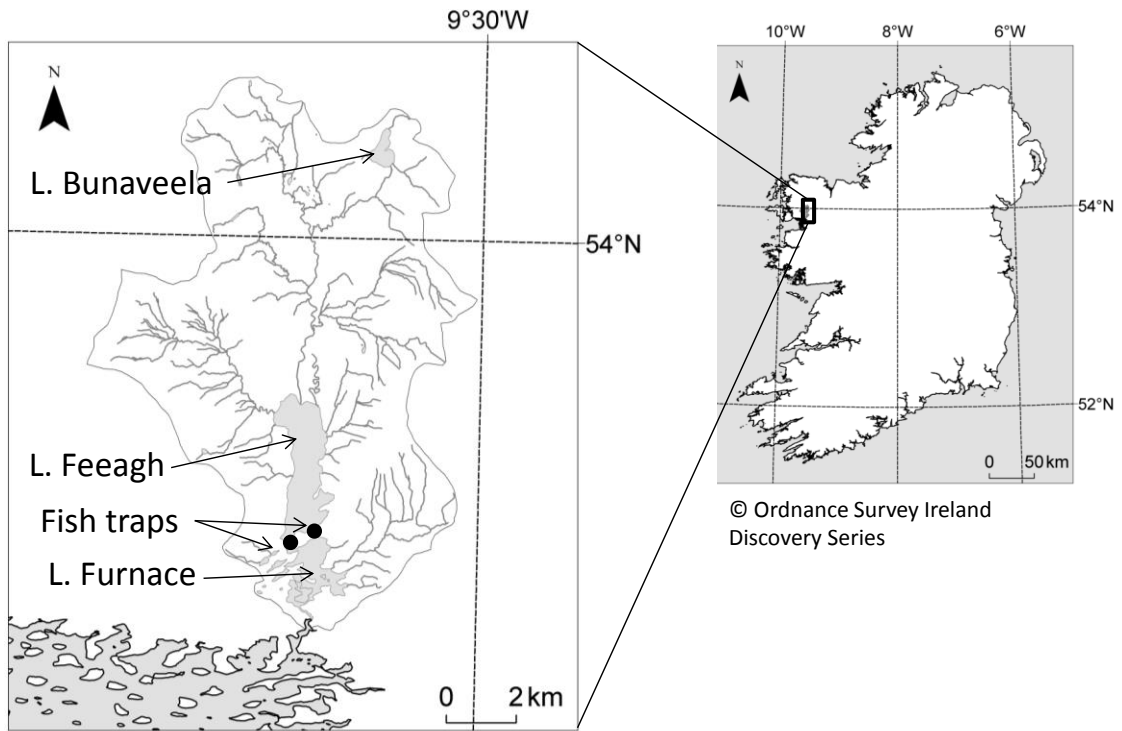 9°30'W
N
L. Bunaveela
54°N
L. Feeagh
Fish traps
L. Furnace
0 2 km
10°W 8°W 6°W
N
54°N
52°N
0 50 km
© Ordnance Survey Ireland
Discovery Series